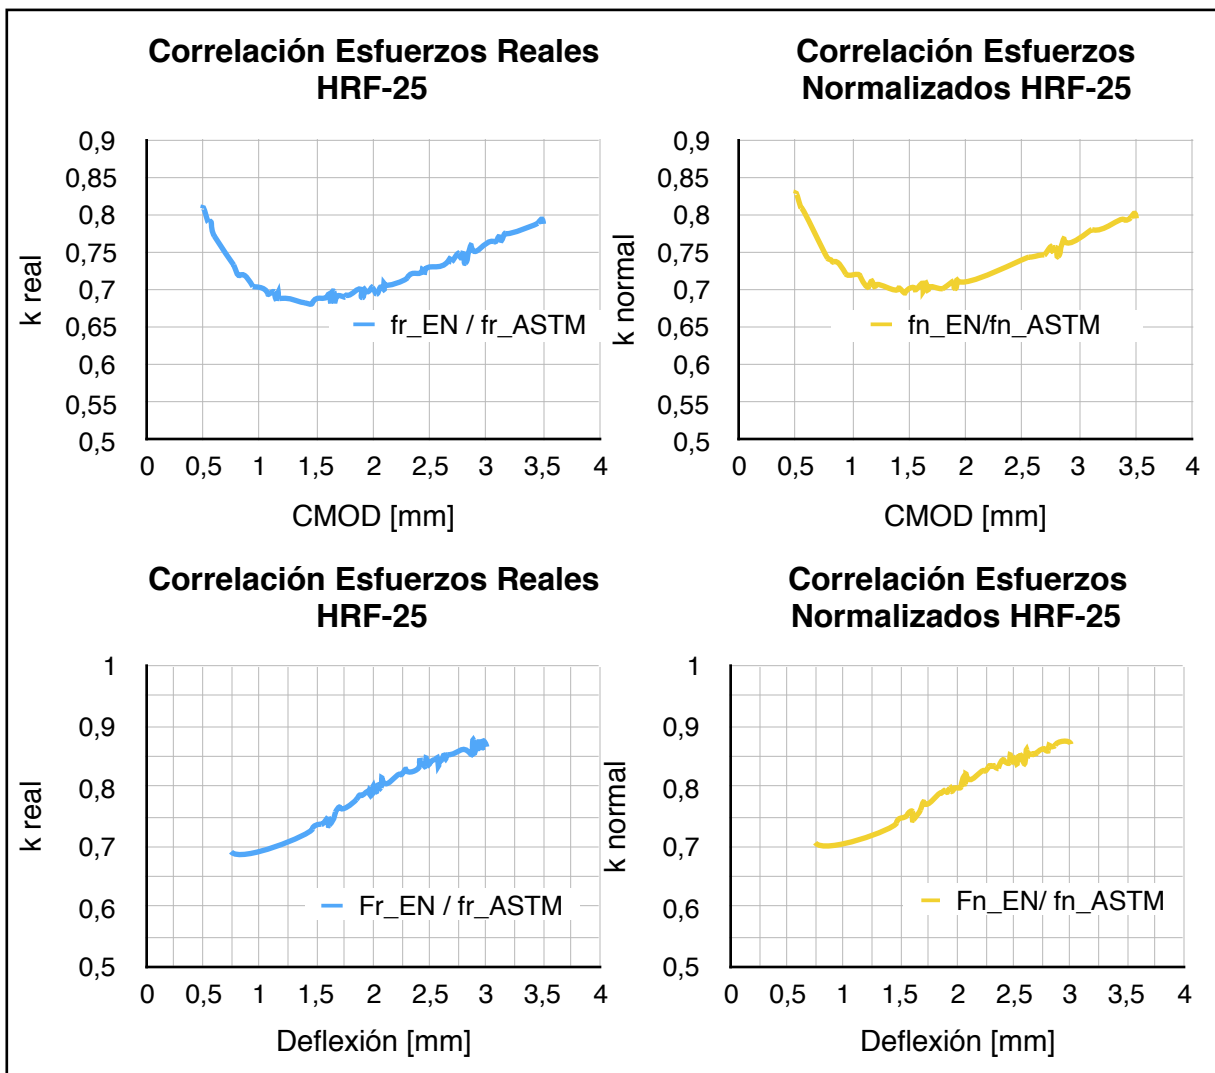 Correlación Esfuerzos Reales
HRF-25
0,9
0,85
0,8
0,75
0,7
0,65
0,6
0,55
0,5
k real
fr_EN / fr_ASTM
0 0,5 1 1,5 2 2,5 3 3,5 4
CMOD [mm]
Correlación Esfuerzos
Normalizados HRF-25
0,9
0,85
0,8
0,75
0,7
0,65
0,6
0,55
0,5
k normal
fn_EN/fn_ASTM
0 0,5 1 1,5 2 2,5 3 3,5 4
CMOD [mm]
Correlación Esfuerzos Reales
HRF-25
1
0,9
0,8
0,7
0,6
0,5
k real
Fr_EN / fr_ASTM
0 0,5 1 1,5 2 2,5 3 3,5 4
Deflexión [mm]
Correlación Esfuerzos
Normalizados HRF-25
1
0,9
0,8
0,7
0,6
0,5
k normal
Fn_EN/ fn_ASTM
0 0,5 1 1,5 2 2,5 3 3,5 4
Deflexión [mm]